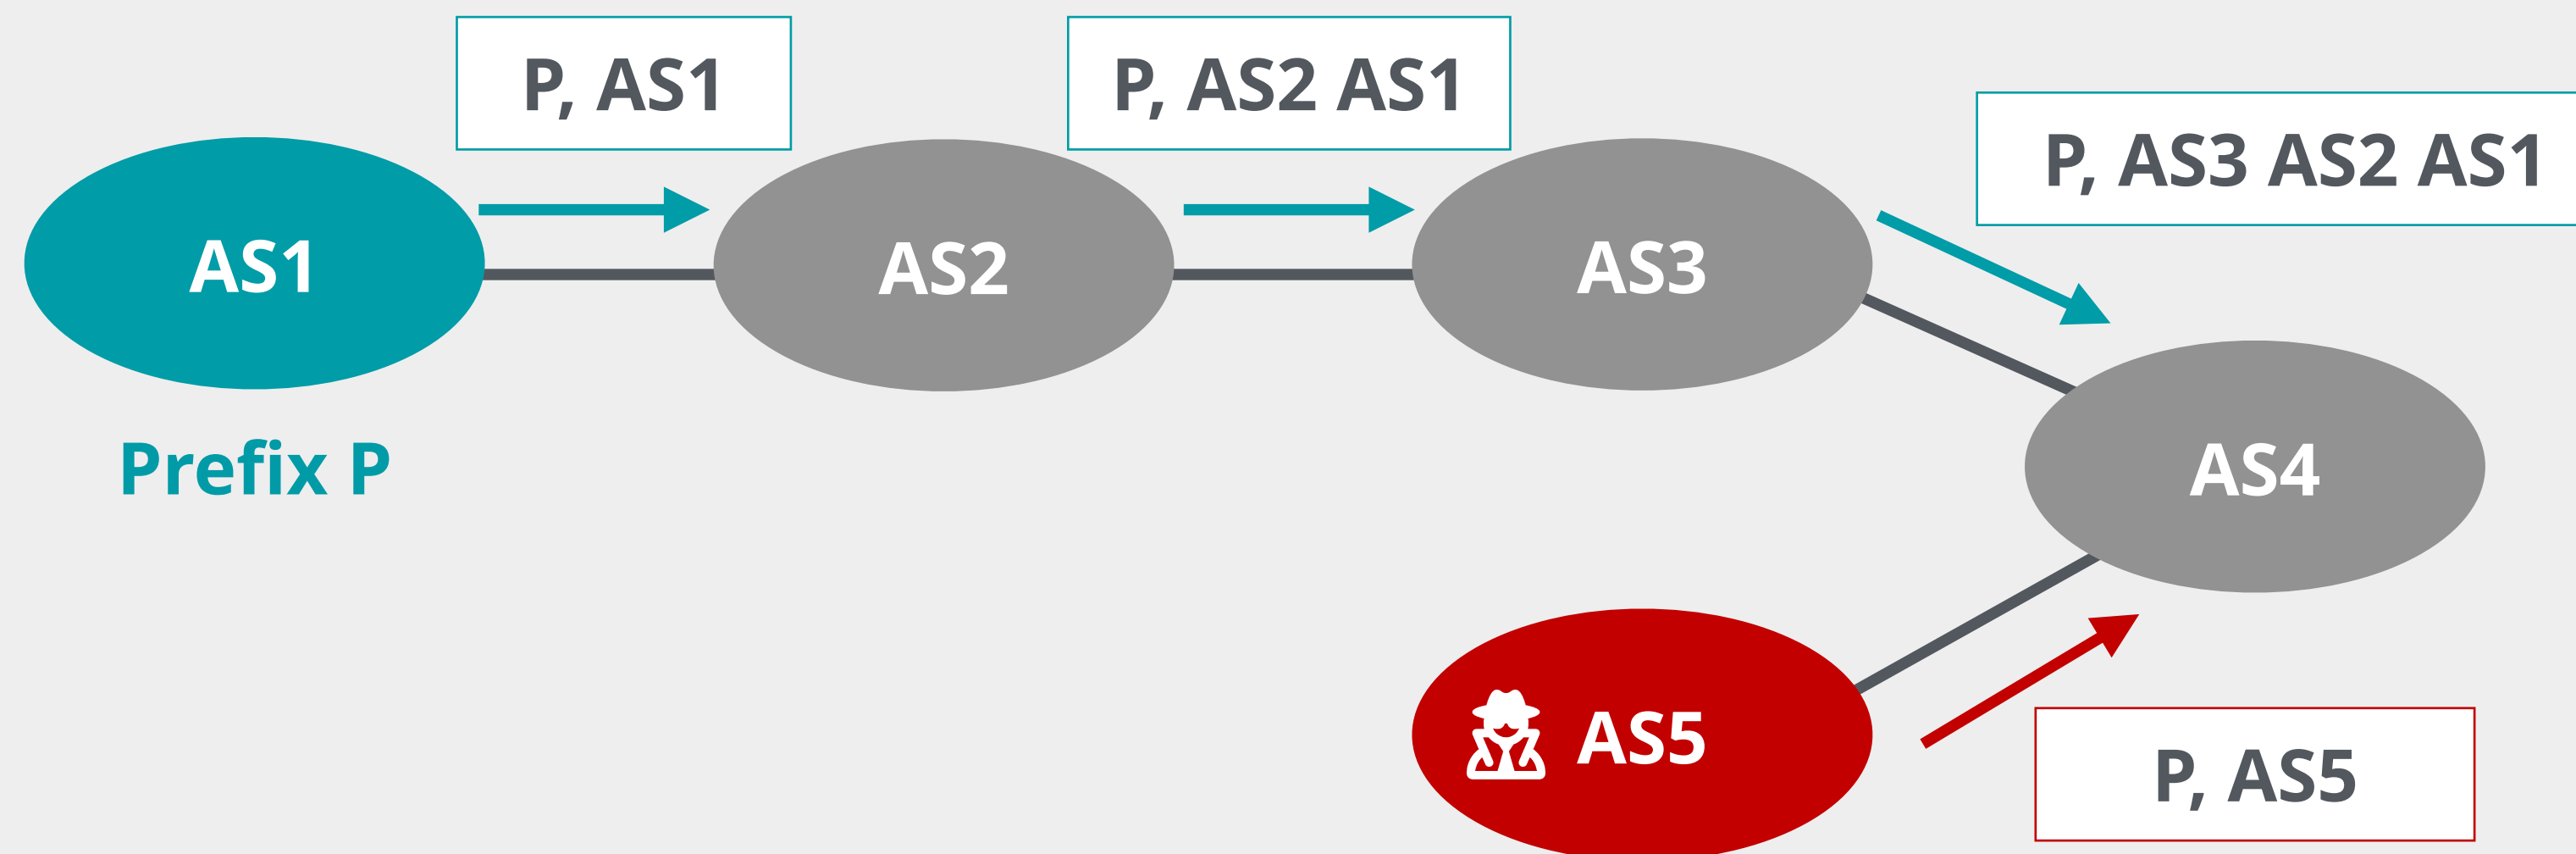 P, AS1
P, AS2 AS1
P, AS3 AS2 AS1
AS1
AS2
AS3
Prefix P
AS4
AS5
P, AS5